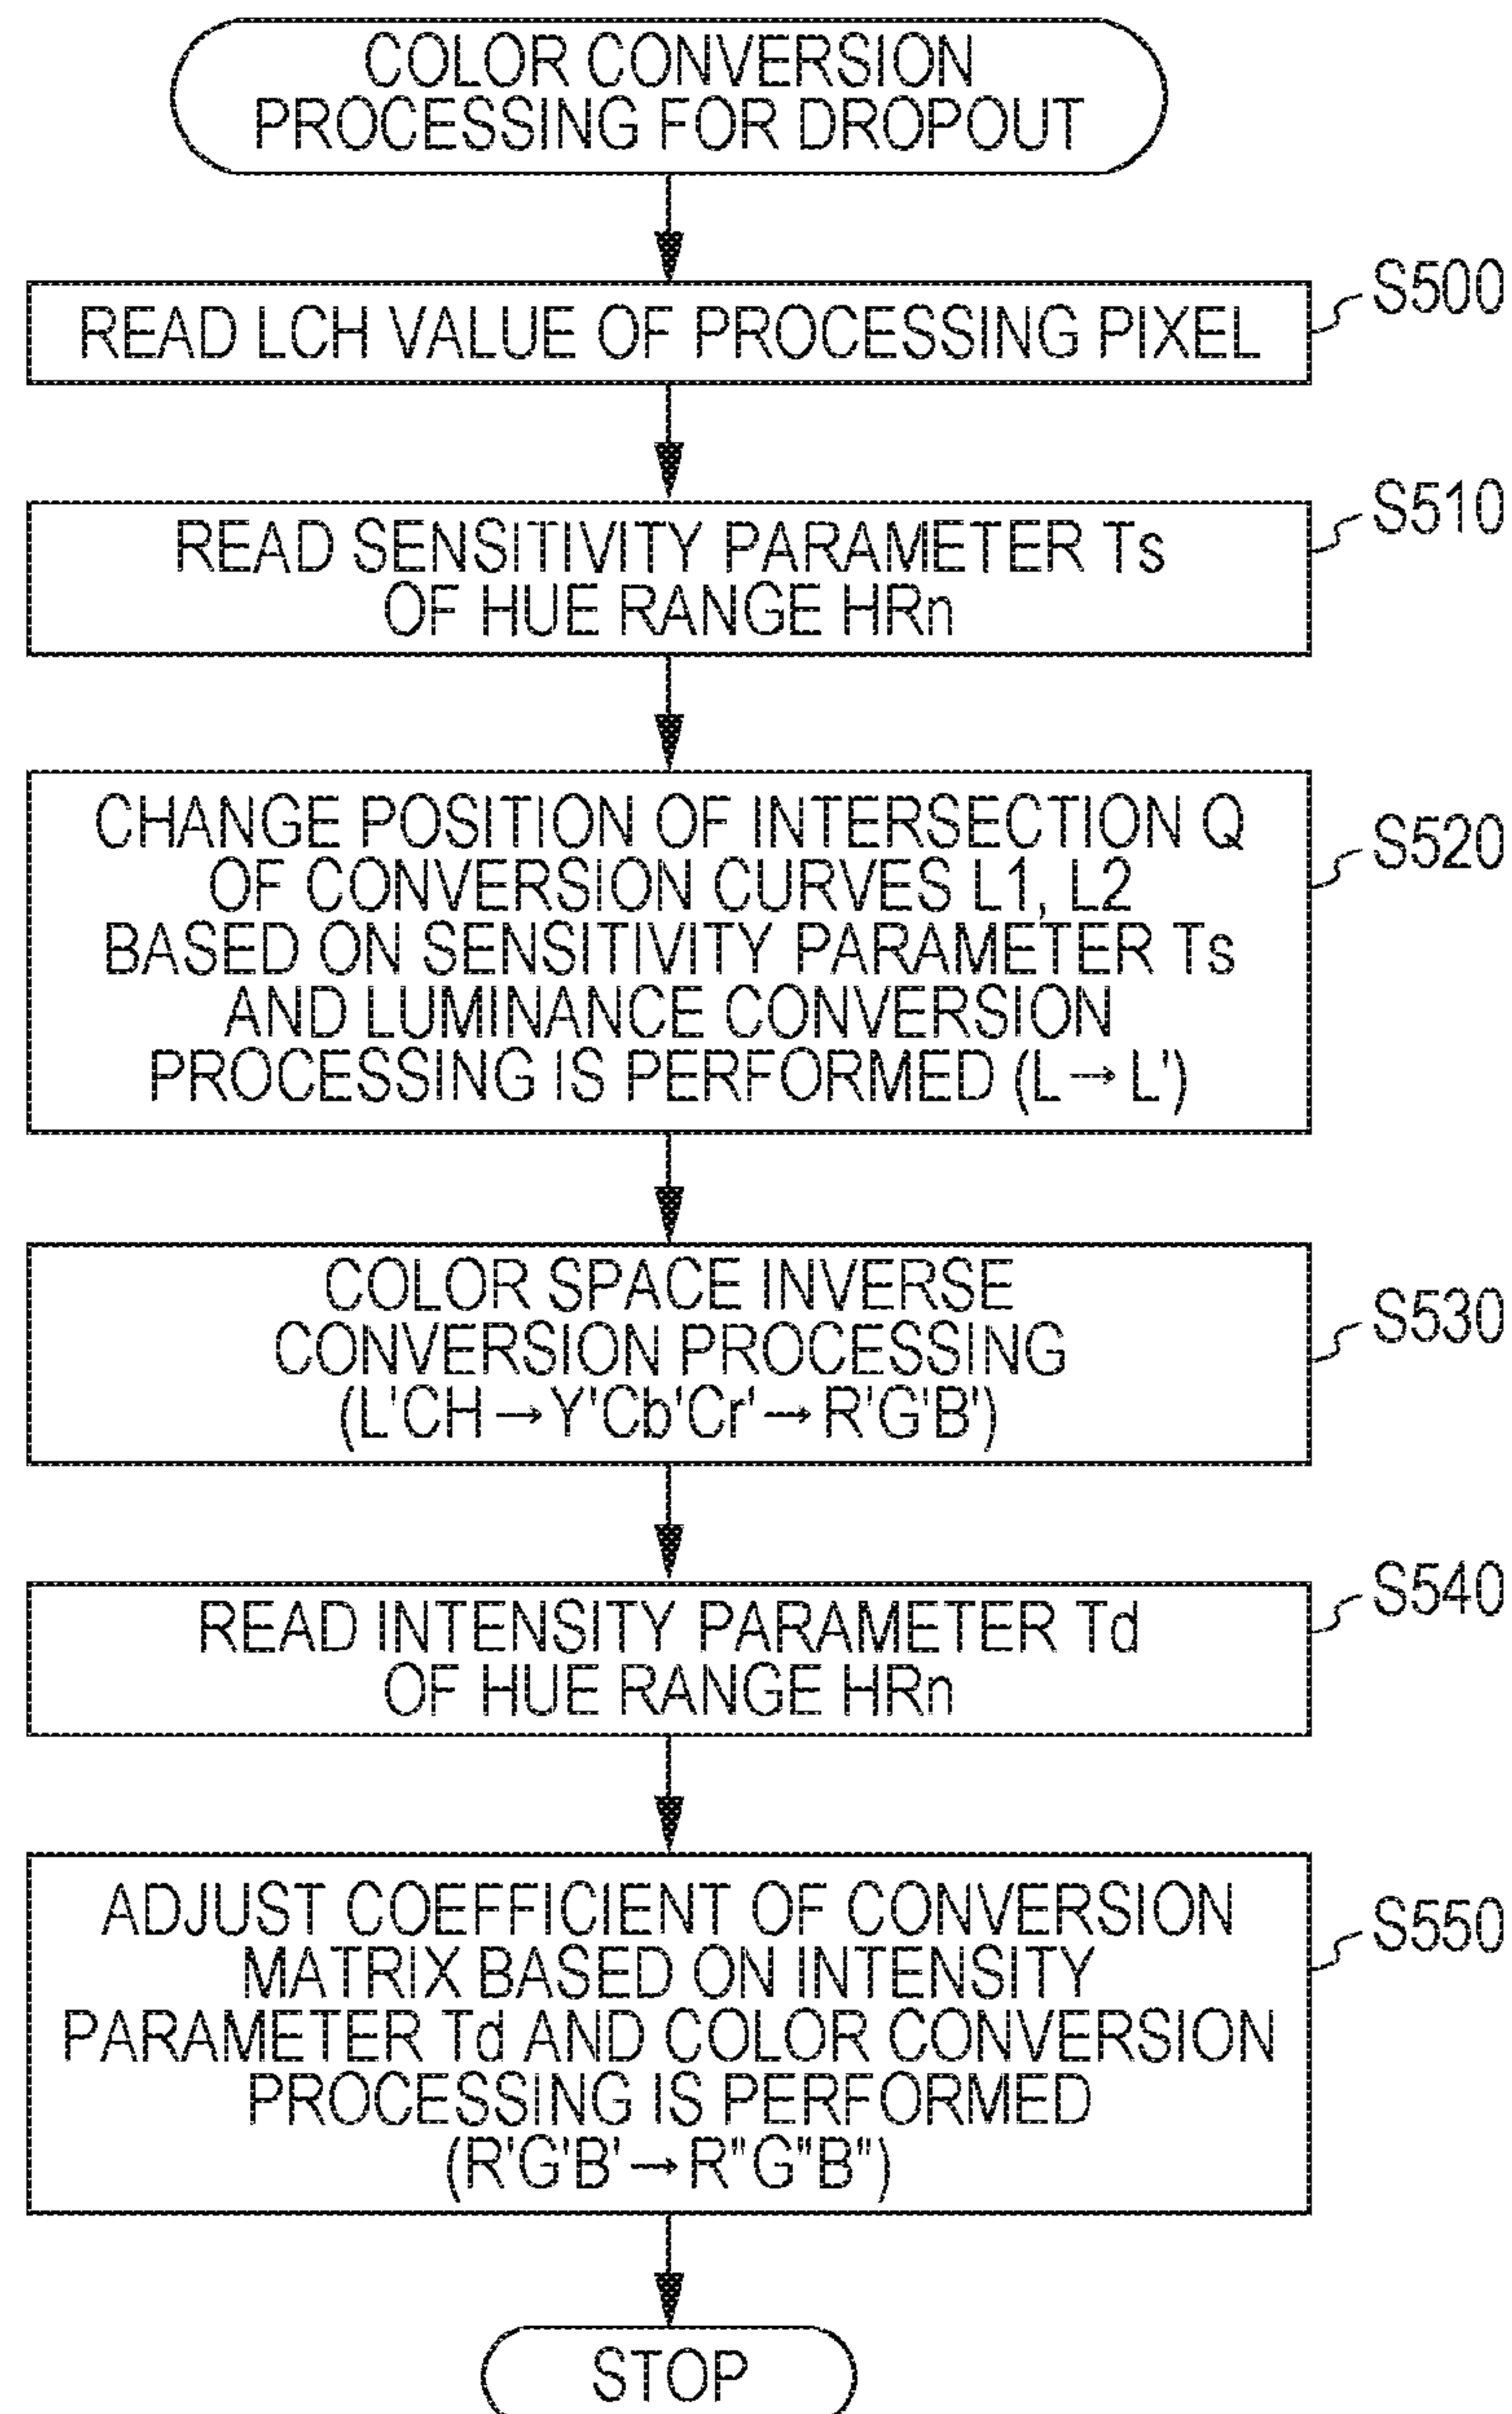 COLOR CONVERSION
PROCESSING FOR DROPOUT
READ LCH VALUE OF PROCESSING PIXEL
S500
READ SENSITIVITY PARAMETER Ts
OF HUE RANGE HRn
S510
CHANGE POSITION OF INTERSECTION Q
OF CONVERSION CURVES L1, L2
BASED ON SENSITIVITY PARAMETER Ts
AND LUMINANCE CONVERSION
PROCESSING IS PERFORMED (L→L')
S520
COLOR SPACE INVERSE
CONVERSION PROCESSING
(L'CH→Y'Cb'Cr'→R'G'B')
S530
READ INTENSITY PARAMETER Td
OF HUE RANGE HRn
S540
ADJUST COEFFICIENT OF CONVERSION
MATRIX BASED ON INTENSITY
PARAMETER Td AND COLOR CONVERSION
PROCESSING IS PERFORMED
(R'G'B'→R"G"B")
S550
STOP